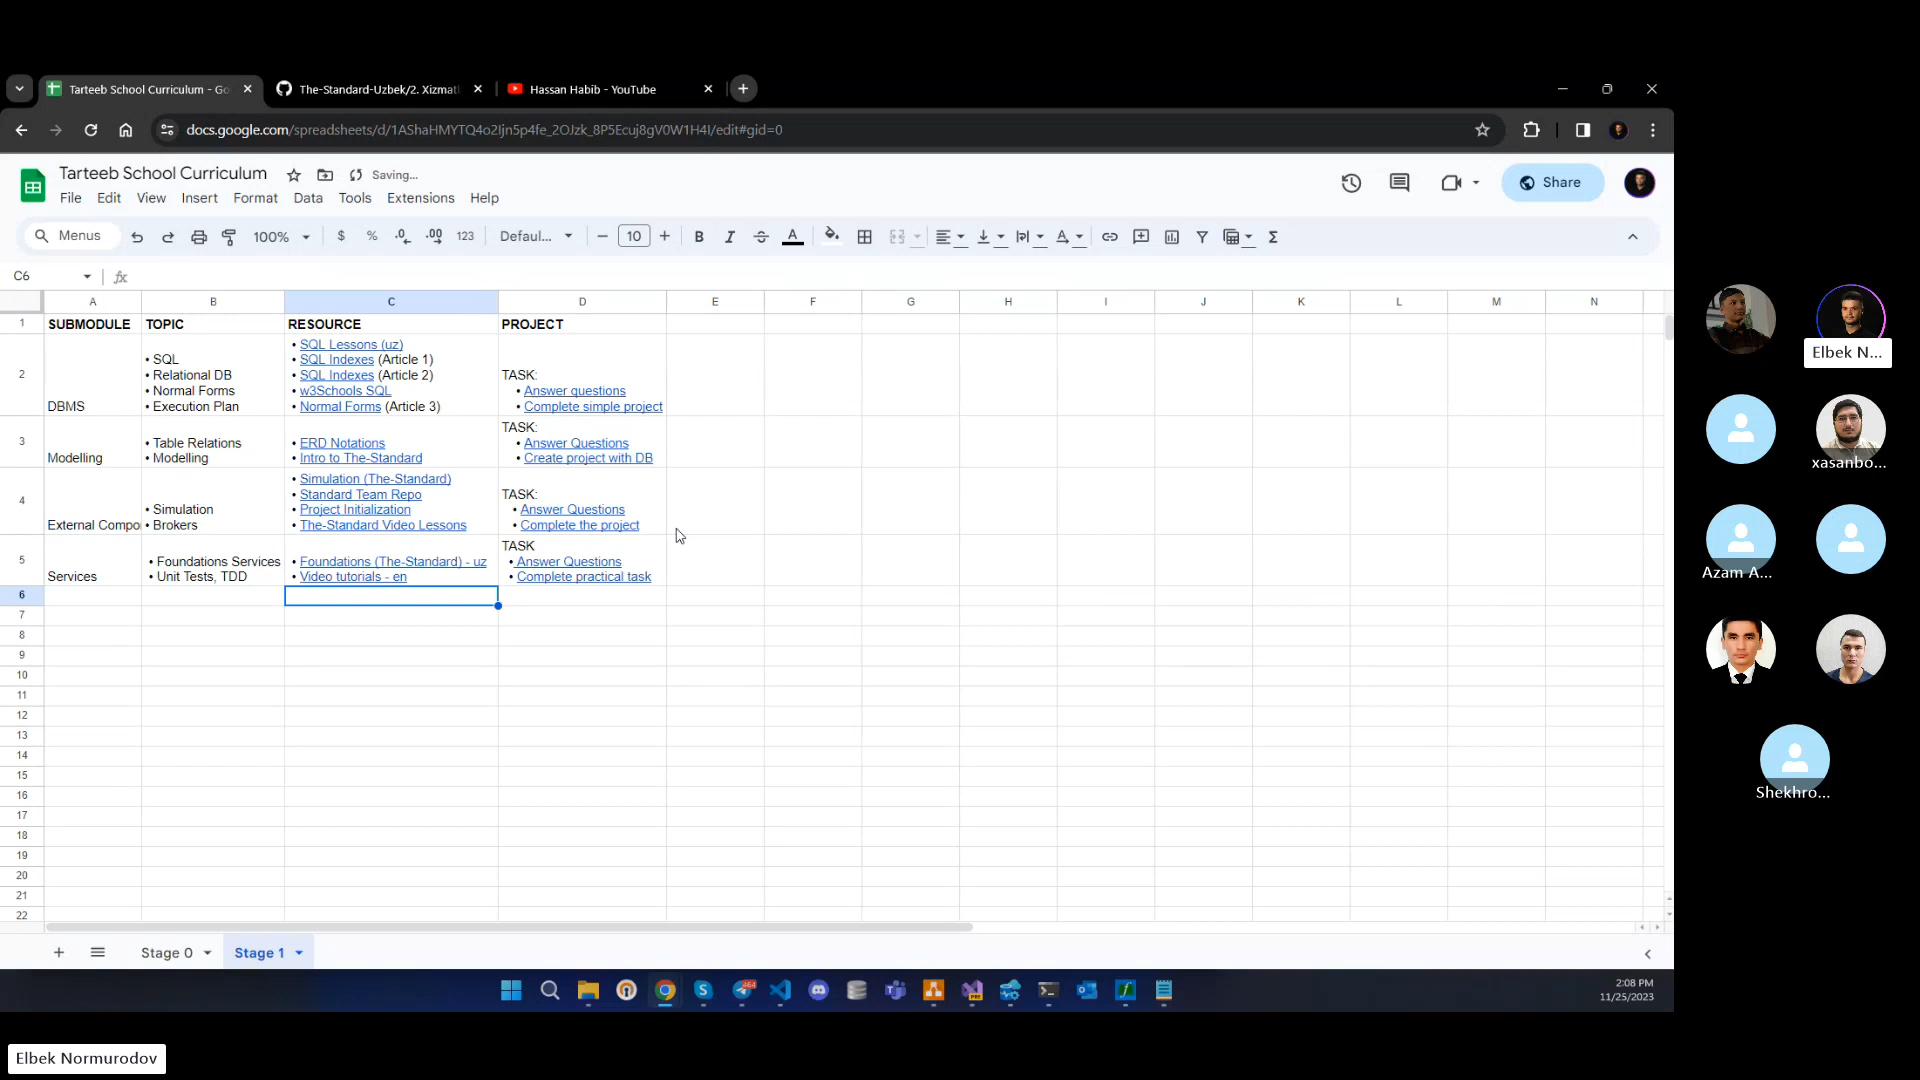 Tarteeb School Curriculum - Go
The-Standard-Uzbek/2. Xizmat
Hassan Habib - YouTube
docs.google.com/spreadsheets/d/1AShaHMYTQ4o2Ijn5p4fe_2OJzk_8P5Ecuj8gV0W1H4I/edit#gid=0
Tarteeb School Curriculum
Saving...
File Edit View Insert Format Data Tools Extensions Help
Share
Menus 100% $ % .0 .00 123 Defaul... 10 B I
C6
A B C D E F G H I J K L M N
1 SUBMODULE TOPIC RESOURCE PROJECT
• SQL Lessons (uz)
• SQL • SQL Indexes (Article 1)
2 • Relational DB • SQL Indexes (Article 2) TASK:
• Normal Forms • w3Schools SQL • Answer questions
DBMS • Execution Plan • Normal Forms (Article 3) • Complete simple project
TASK:
3 • Table Relations • ERD Notations • Answer Questions
Modelling • Modelling • Intro to The-Standard • Create project with DB
• Simulation (The-Standard)
4 • Standard Team Repo TASK:
• Simulation • Project Initialization • Answer Questions
External Compo • Brokers • The-Standard Video Lessons • Complete the project
TASK
5 • Foundations Services • Foundations (The-Standard) - uz • Answer Questions
Services • Unit Tests, TDD • Video tutorials - en • Complete practical task
6
7
8
9
10
11
12
13
14
15
16
17
18
19
20
21
22
Stage 0
Stage 1
464
2:08 PM
11/25/2023
Elbek N...
xasanbo...
Azam A...
Shekhro...
Elbek Normurodov